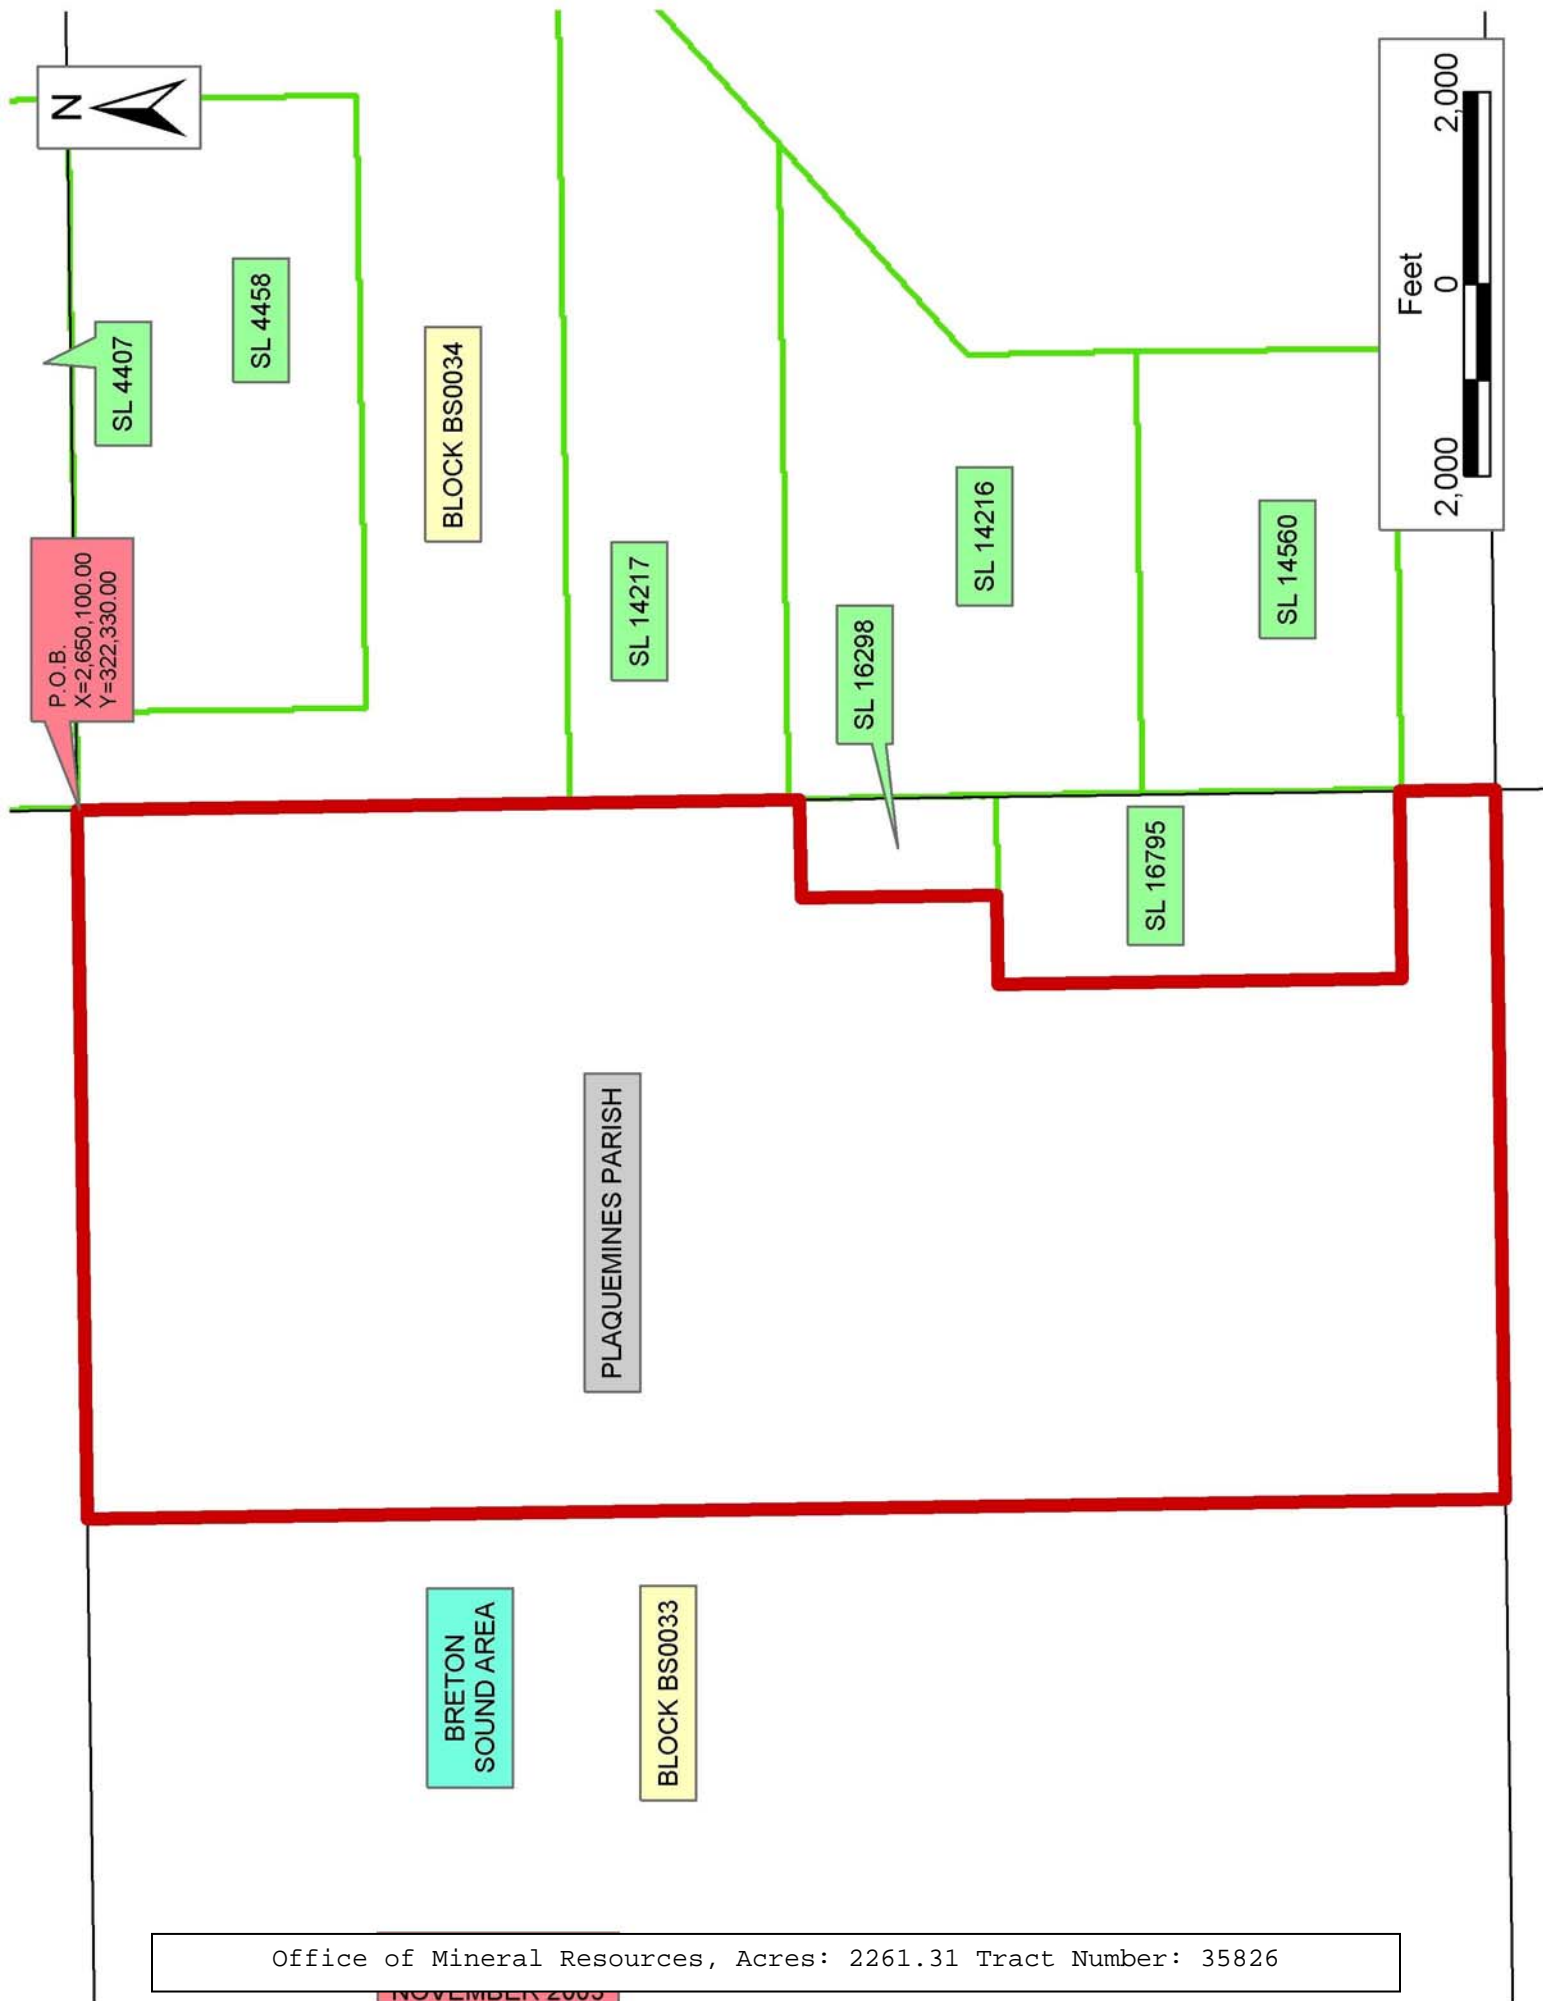 N
SL 4407
SL 4458
P.O.B.
X=2,650,100.00
Y=322,330.00
BLOCK BS0034
SL 14217
SL 16298
SL 14216
SL 14560
SL 16795
PLAQUEMINES PARISH
BRETON
SOUND AREA
BLOCK BS0033
Feet
2,000 0 2,000
Office of Mineral Resources, Acres: 2261.31 Tract Number: 35826